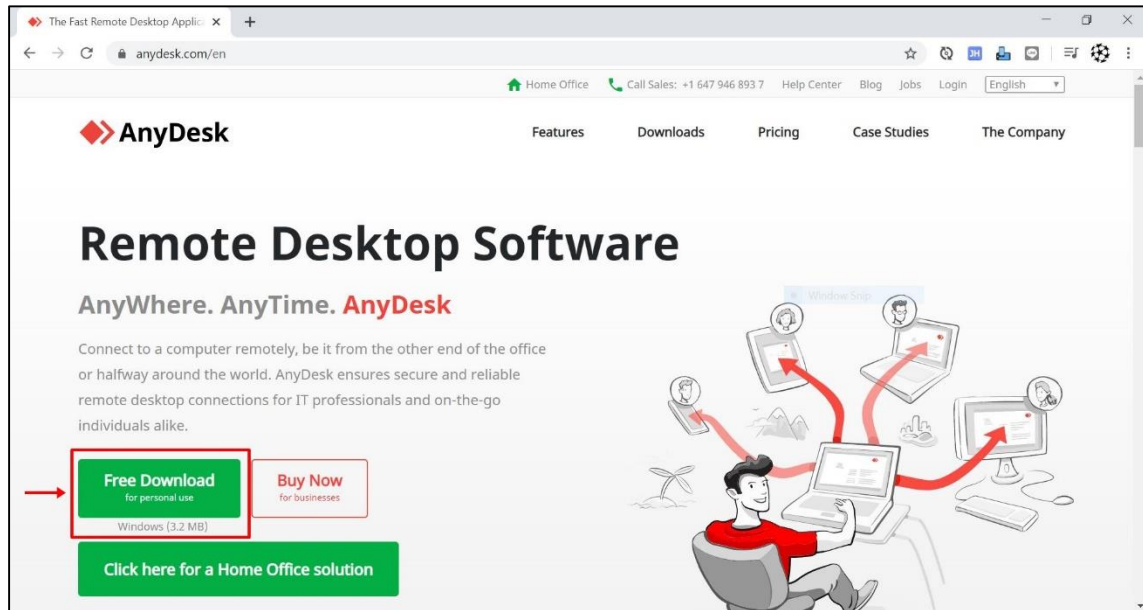 The Fast Remote Desktop Applic
anydesk.com/en
Home Office Call Sales: +1 647 946 893 7 Help Center Blog Jobs Login English
AnyDesk Features Downloads Pricing Case Studies The Company
Remote Desktop Software
AnyWhere. AnyTime. AnyDesk
Window Snip
Connect to a computer remotely, be it from the other end of the office
or halfway around the world. AnyDesk ensures secure and reliable
remote desktop connections for IT professionals and on-the-go
individuals alike.
Free Download Buy Now
for personal use for businesses
Windows (3.2 MB)
Click here for a Home Office solution